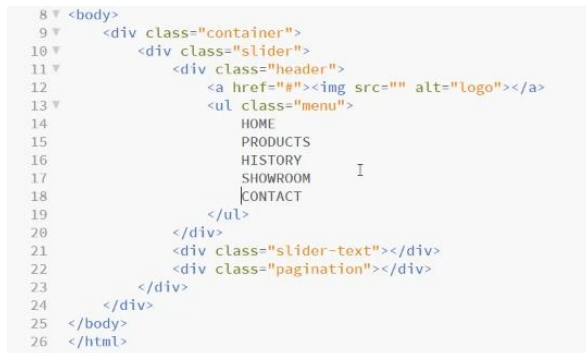 8 <body>
9 <div class="container">
10 <div class="slider">
11 <div class="header">
12 <a href="#"><img src="" alt="logo"></a>
13 <ul class="menu">
14 HOME
15 PRODUCTS
16 HISTORY
17 SHOWROOM
18 CONTACT
19 </ul>
20 </div>
21 <div class="slider-text"></div>
22 <div class="pagination"></div>
23 </div>
24 </div>
25 </body>
26 </html>